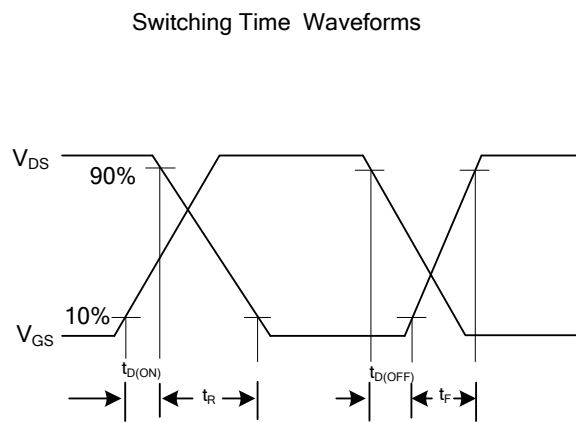 Switching Time Waveforms
VDS
90%
10%
VGS
tD(ON)
tR
tD(OFF)
tF